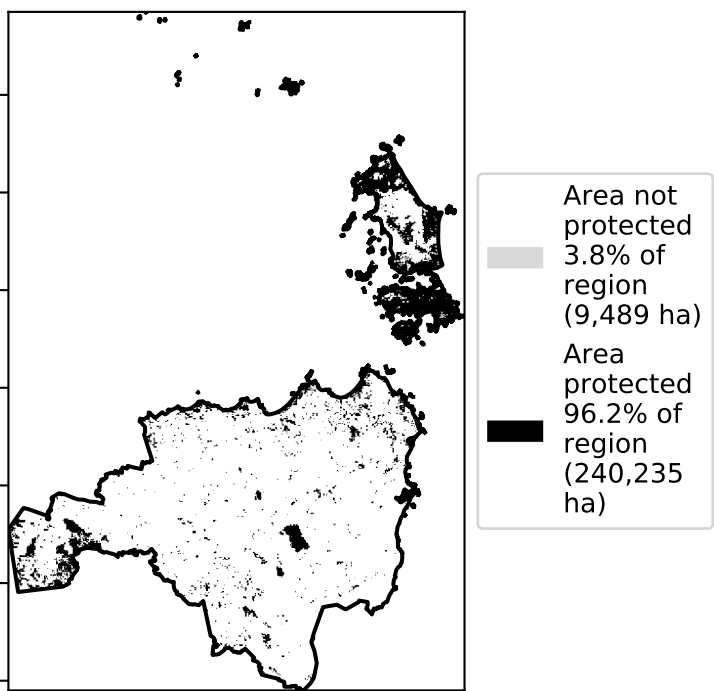 Area not
protected
3.8% of
region
(9,489 ha)
Area
protected
96.2% of
region
(240,235
ha)